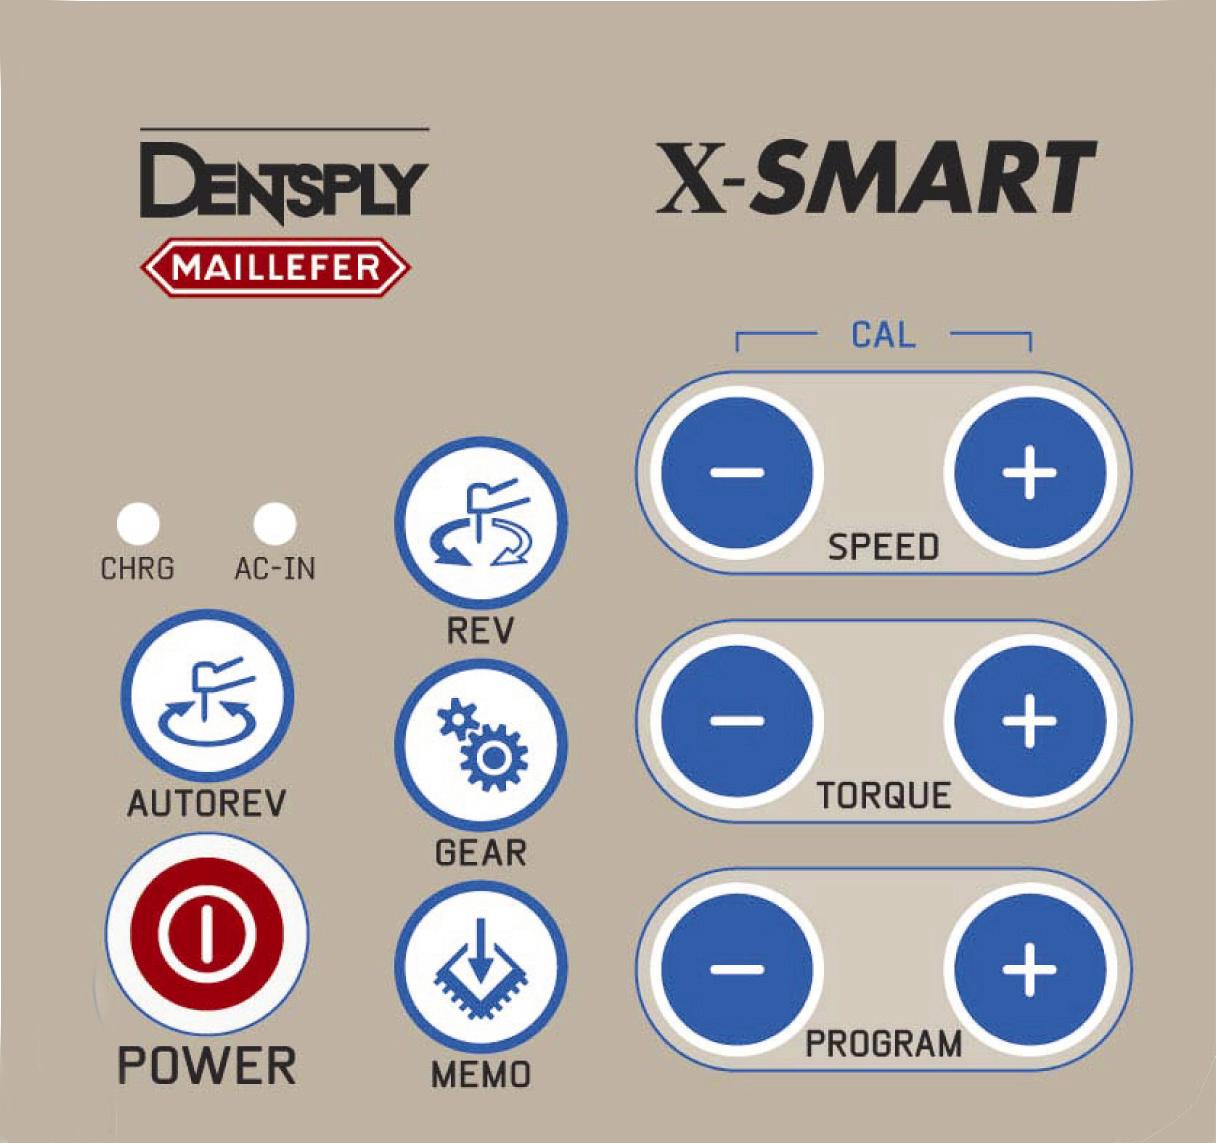 DENTSPLY
MAILLEFER
X-SMART
CAL
SPEED
CHRG
AC-IN
REV
AUTOREV
TORQUE
GEAR
POWER
MEMO
PROGRAM